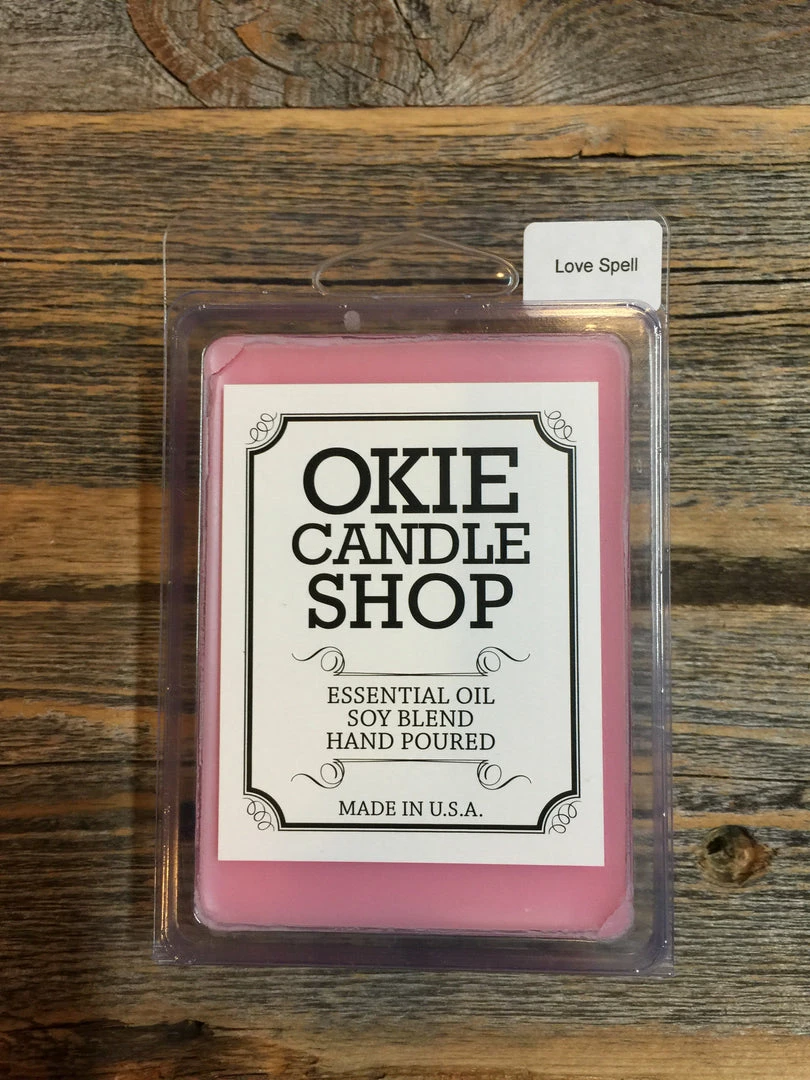 Love Spell
OKIE
CANDLE
SHOP
ESSENTIAL OIL
SOY BLEND
HAND POURED
MADE IN U.S.A.